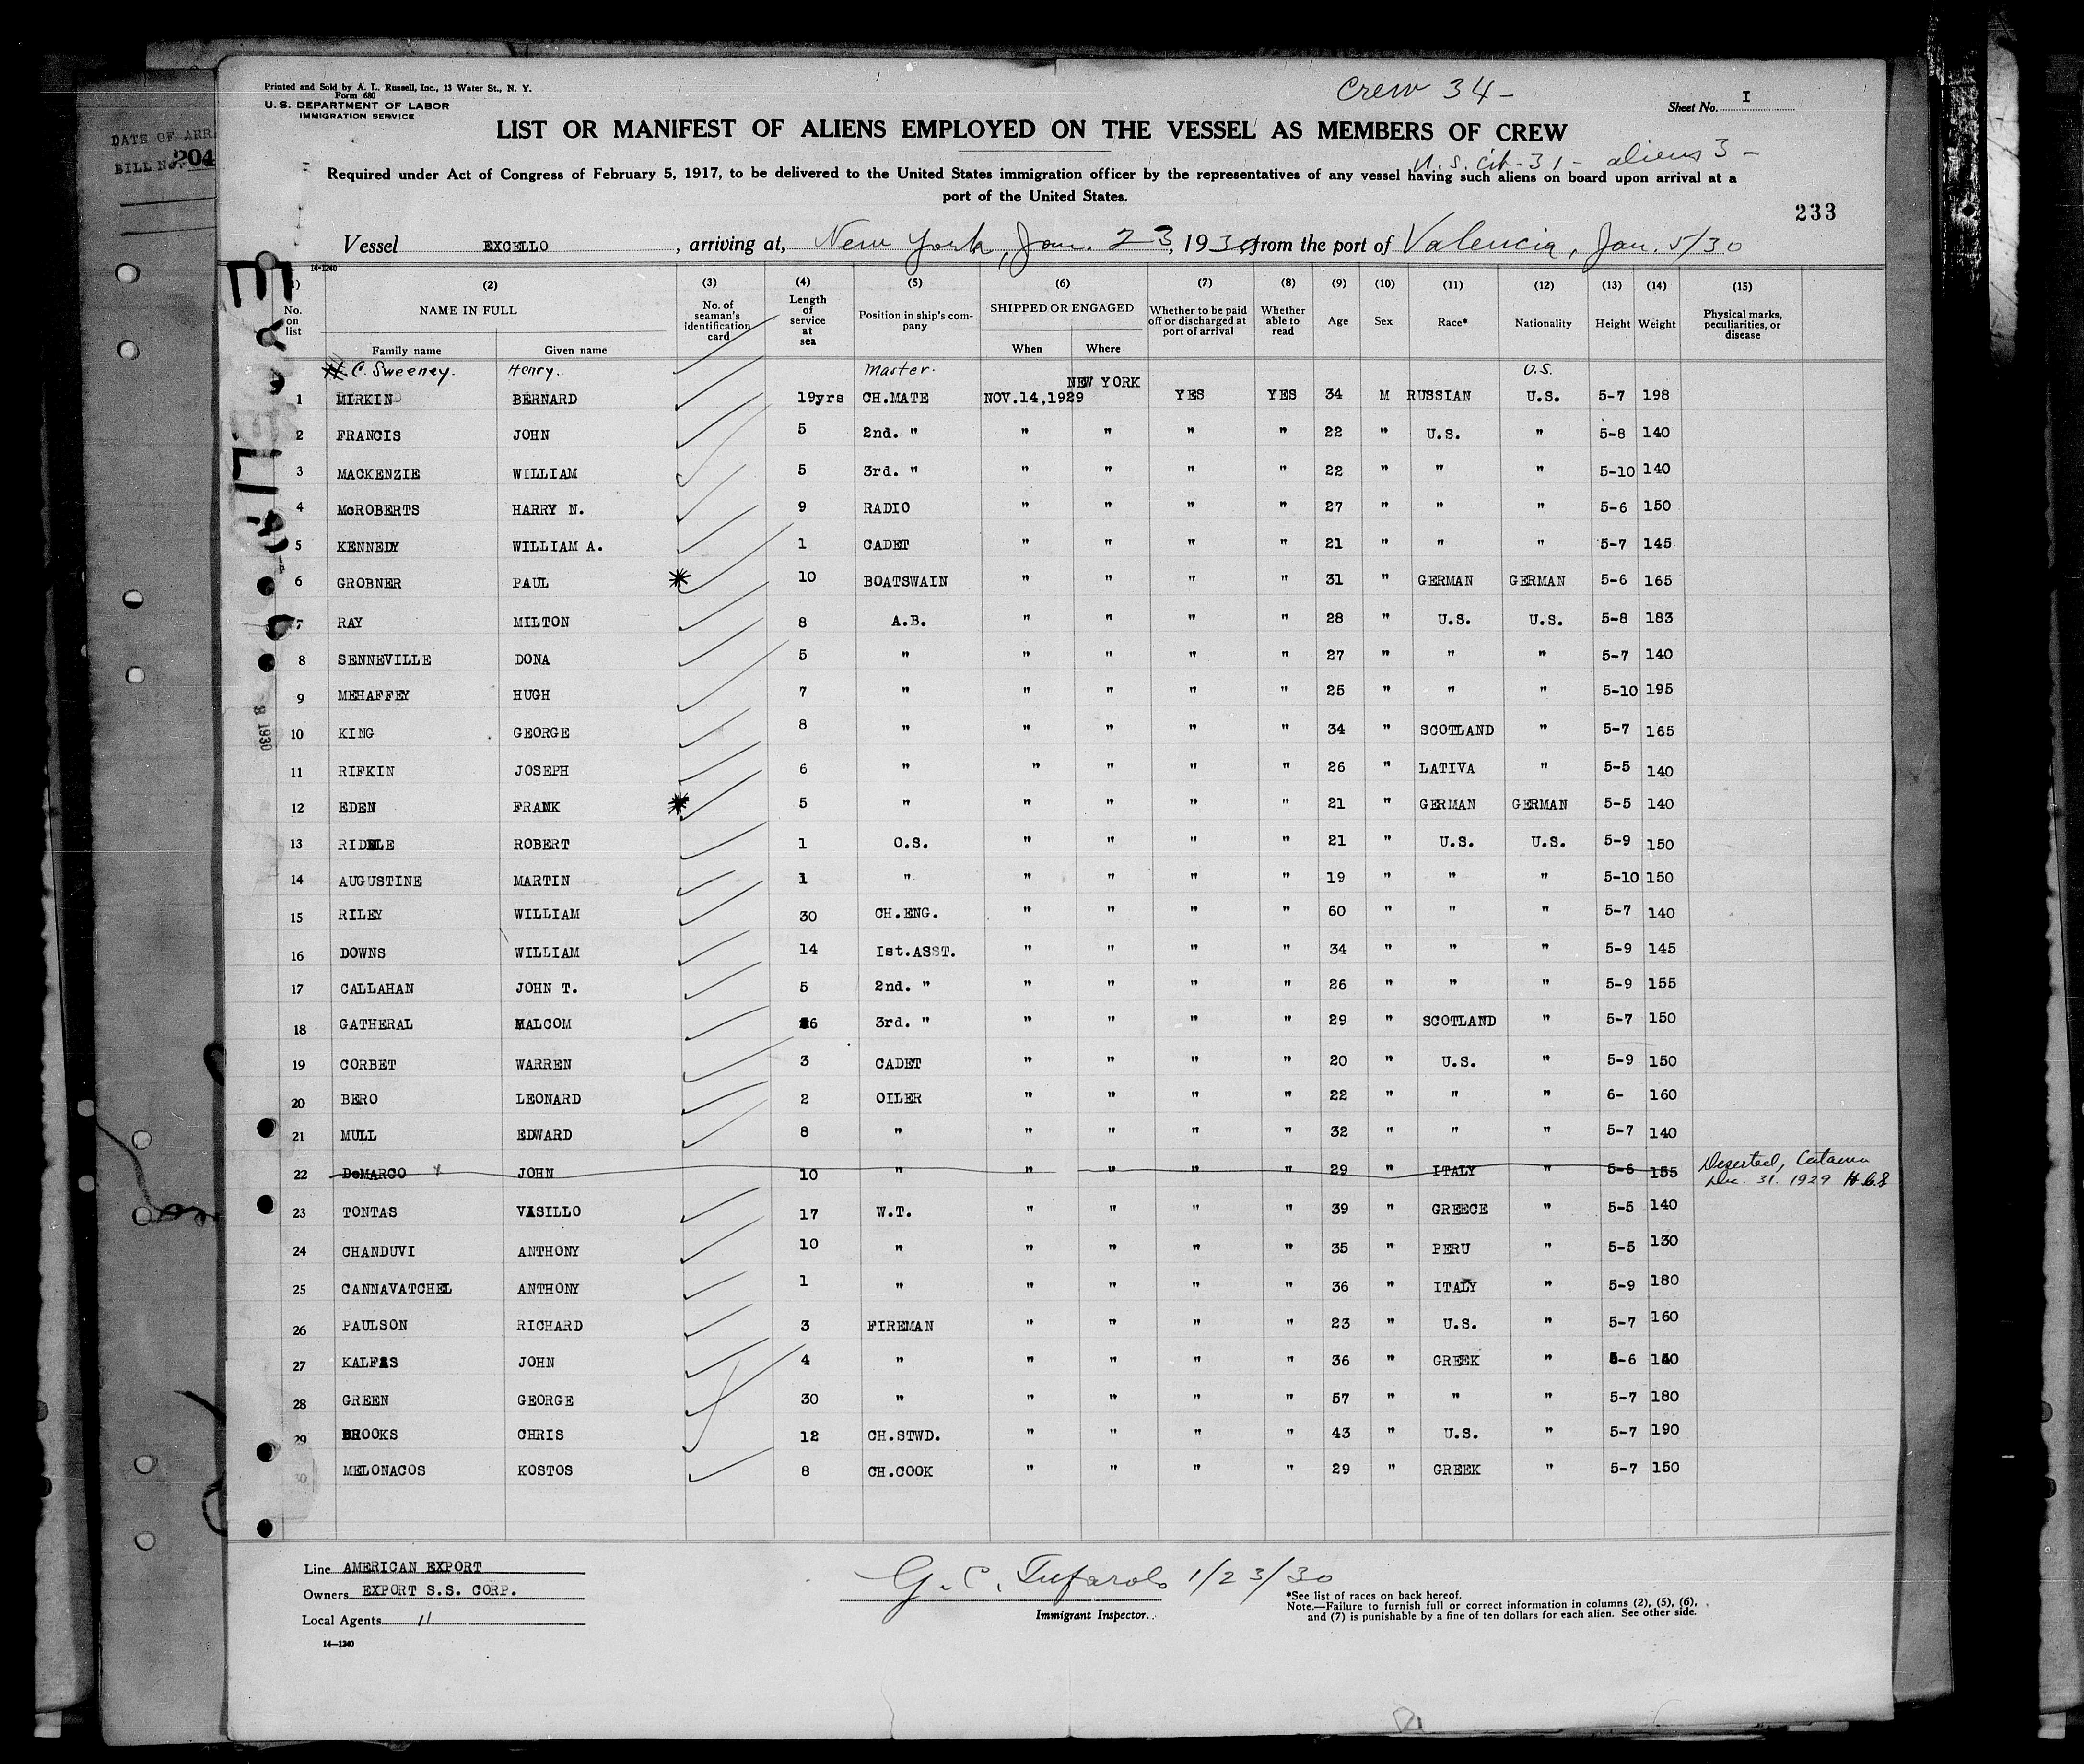 Printed and Sold by A. L. Russell, Inc., 13 Water St., N. Y.
Form 680
U. S. DEPARTMENT OF LABOR
IMMIGRATION SERVICE
Crew 34 -
Sheet No. I
LIST OR MANIFEST OF ALIENS EMPLOYED ON THE VESSEL AS MEMBERS OF CREW
U.S. cit - 31 - aliens 3 -
Required under Act of Congress of February 5, 1917, to be delivered to the United States immigration officer by the representatives of any vessel having such aliens on board upon arrival at a
port of the United States.
DATE OF ARR
BILL No. 204
233
Vessel EXCELLO, arriving at, New York, Jan. 23, 1930, from the port of Valencia, Jan. 5/30
14-1240
(1) (2) (3) (4) (5) (6) (7) (8) (9) (10) (11) (12) (13) (14) (15)
No. on list NAME IN FULL Family name Given name No. of seaman's identification card Length of service at sea Position in ship's company SHIPPED OR ENGAGED When Where Whether to be paid off or discharged at port of arrival Whether able to read Age Sex Race* Nationality Height Weight Physical marks, peculiarities, or disease
H. C. Sweeney. Henry. Master. U.S.
1 MIRKIN BERNARD 19yrs CH.MATE NOV.14,1929 NEW YORK YES YES 34 M RUSSIAN U.S. 5-7 198
2 FRANCIS JOHN 5 2nd. " " " " " 22 " U.S. " 5-8 140
3 MACKENZIE WILLIAM 5 3rd. " " " " " 22 " " " 5-10 140
4 McROBERTS HARRY N. 9 RADIO " " " " 27 " " " 5-6 150
5 KENNEDY WILLIAM A. 1 CADET " " " " 21 " " " 5-7 145
6 GROBNER PAUL 10 BOATSWAIN " " " " 31 " GERMAN GERMAN 5-6 165
7 RAY MILTON 8 A.B. " " " " 28 " U.S. U.S. 5-8 183
8 SENNEVILLE DONA 5 " " " " " 27 " " " 5-7 140
9 MEHAFFEY HUGH 7 " " " " " 25 " " " 5-10 195
10 KING GEORGE 8 " " " " " 34 " SCOTLAND " 5-7 165
11 RIFKIN JOSEPH 6 " " " " " 26 " LATIVA " 5-5 140
12 EDEN FRANK 5 " " " " " 21 " GERMAN GERMAN 5-5 140
13 RIDDLE ROBERT 1 O.S. " " " " 21 " U.S. U.S. 5-9 150
14 AUGUSTINE MARTIN 1 " " " " " 19 " " " 5-10 150
15 RILEY WILLIAM 30 CH.ENG. " " " " 60 " " " 5-7 140
16 DOWNS WILLIAM 14 Ist.ASST. " " " " 34 " " " 5-9 145
17 CALLAHAN JOHN T. 5 2nd. " " " " " 26 " " " 5-9 155
18 GATHERAL MALCOM 6 3rd. " " " " " 29 " SCOTLAND " 5-7 150
19 CORBET WARREN 3 CADET " " " " 20 " U.S. " 5-9 150
20 BERO LEONARD 2 OILER " " " " 22 " " " 6- 160
21 MULL EDWARD 8 " " " " " 32 " " " 5-7 140
22 DeMARCO JOHN 10 " " " " " 29 " ITALY " 5-6 155 Deserted, Catania Dec. 31. 1929 H.C.S
23 TONTAS VASILLO 17 W.T. " " " " 39 " GREECE " 5-5 140
24 CHANDUVI ANTHONY 10 " " " " " 35 " PERU " 5-5 130
25 CANNAVATCHEL ANTHONY 1 " " " " " 36 " ITALY " 5-9 180
26 PAULSON RICHARD 3 FIREMAN " " " " 23 " U.S. " 5-7 160
27 KALFAS JOHN 4 " " " " " 36 " GREEK " 5-6
28 GREEN GEORGE 30 " " " " " 57 " " " 5-7 180
29 BROOKS CHRIS 12 CH.STWD. " " " " 43 " U.S. " 5-7 190
30 MELONACOS KOSTOS 8 CH.COOK " " " " 29 " GREEK " 5-7 150
8 1930
Line AMERICAN EXPORT
Owners EXPORT S.S. CORP.
Local Agents "
14—1240
G. C. Tufarolo 1/23/30
Immigrant Inspector.
*See list of races on back hereof.
Note.—Failure to furnish full or correct information in columns (2), (5), (6),
and (7) is punishable by a fine of ten dollars for each alien. See other side.